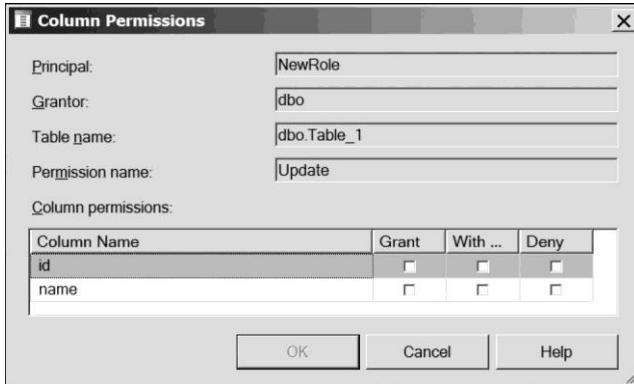 Column Permissions
Principal: NewRole
Grantor: dbo
Table name: dbo.Table_1
Permission name: Update
Column permissions:
Column Name Grant With ... Deny
id
name
OK Cancel Help